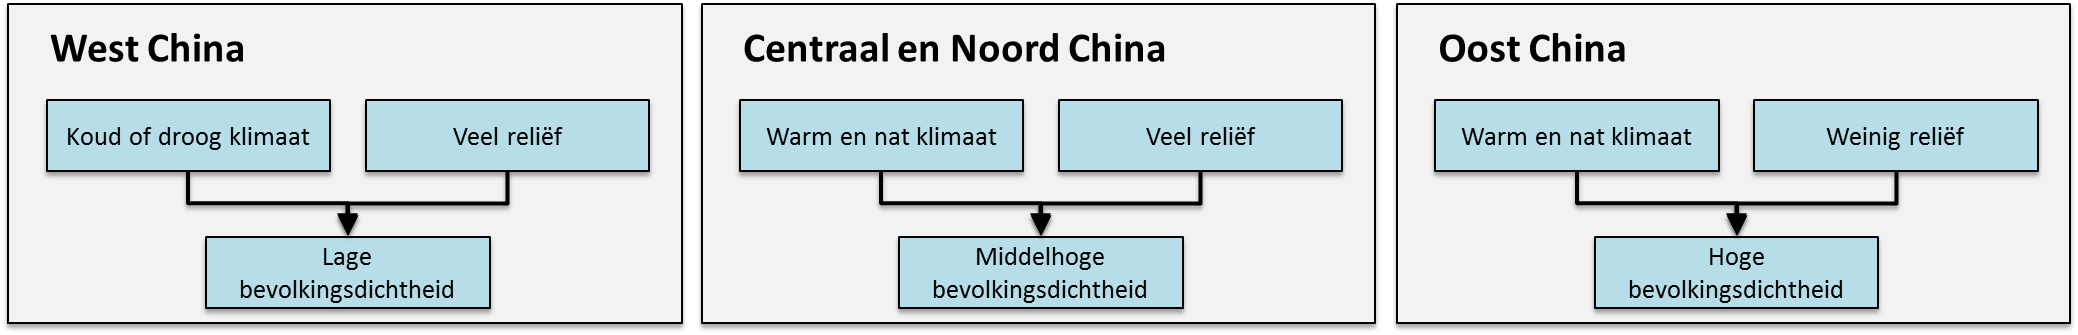 West China
Koud of droog klimaat
Veel reliëf
Lage
bevolkingsdichtheid
Centraal en Noord China
Warm en nat klimaat
Veel reliëf
Middelhoge
bevolkingsdichtheid
Oost China
Warm en nat klimaat
Weinig reliëf
Hoge
bevolkingsdichtheid